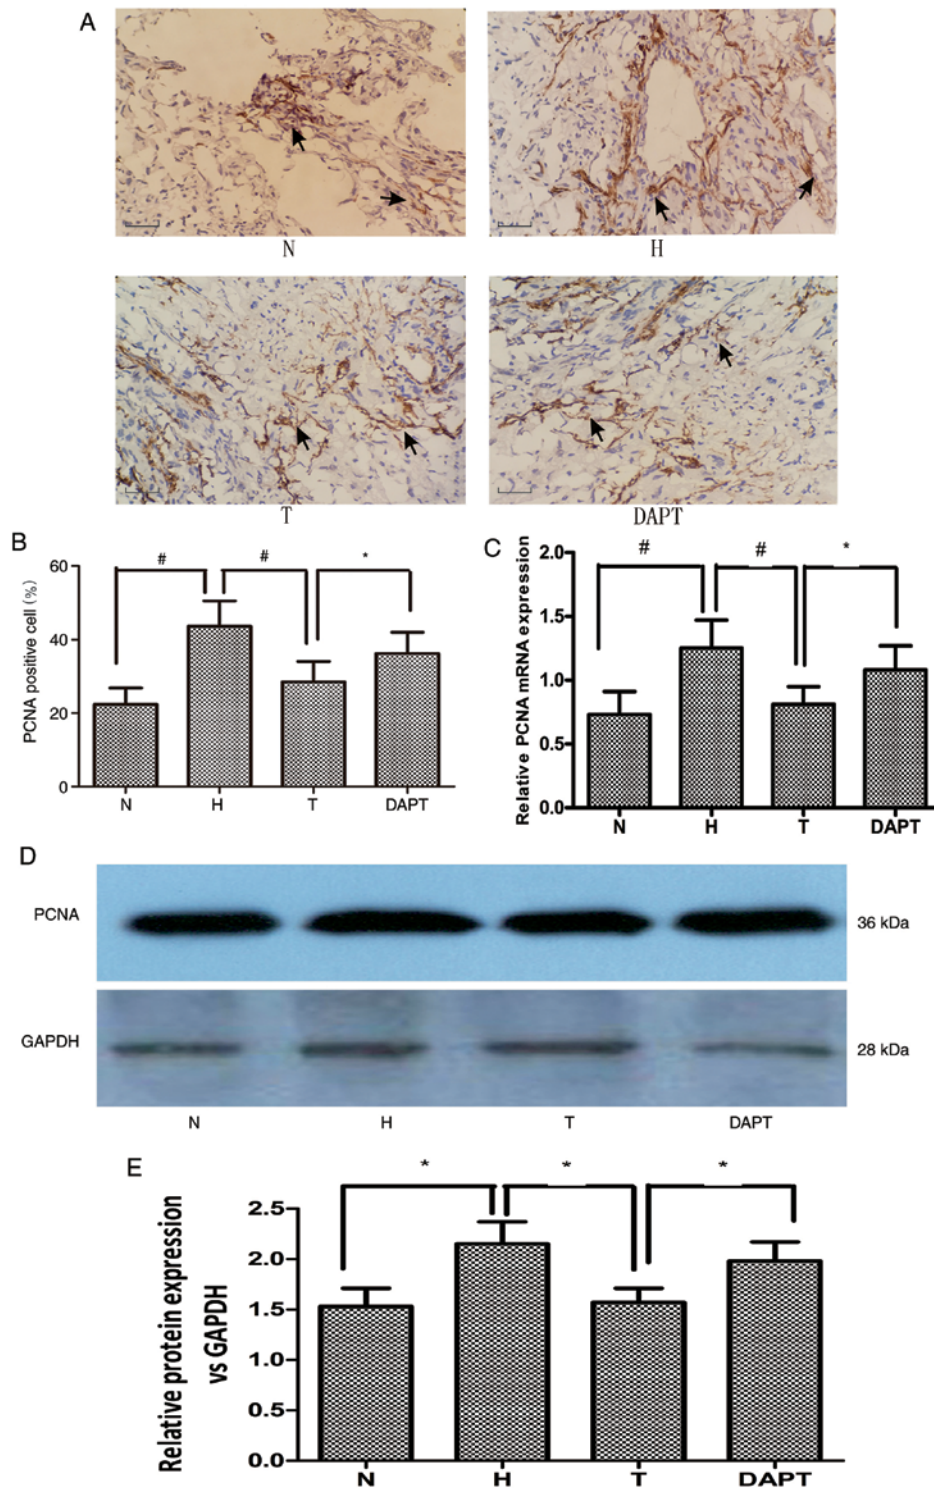 A
N
H
T
DAPT
B
PCNA positive cell (%)
60
40
20
0
#
#
*
N
H
T
DAPT
C
Relative PCNA mRNA expression
2.0
1.5
1.0
0.5
0.0
#
#
*
N
H
T
DAPT
D
PCNA
36 kDa
GAPDH
28 kDa
N
H
T
DAPT
E
Relative protein expression
vs GAPDH
2.5
2.0
1.5
1.0
0.5
0.0
*
*
*
N
H
T
DAPT